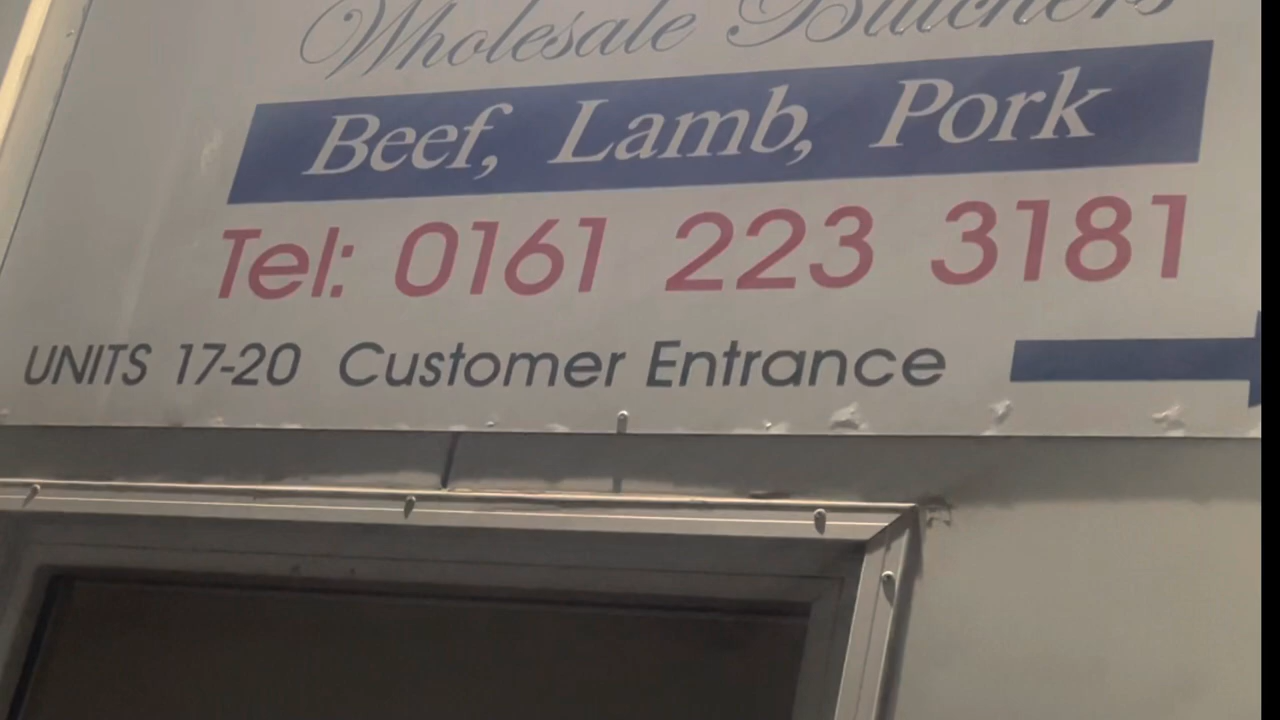 Wholesale Butchers
Beef, Lamb, Pork
Tel: 0161 223 3181
UNITS 17-20 Customer Entrance